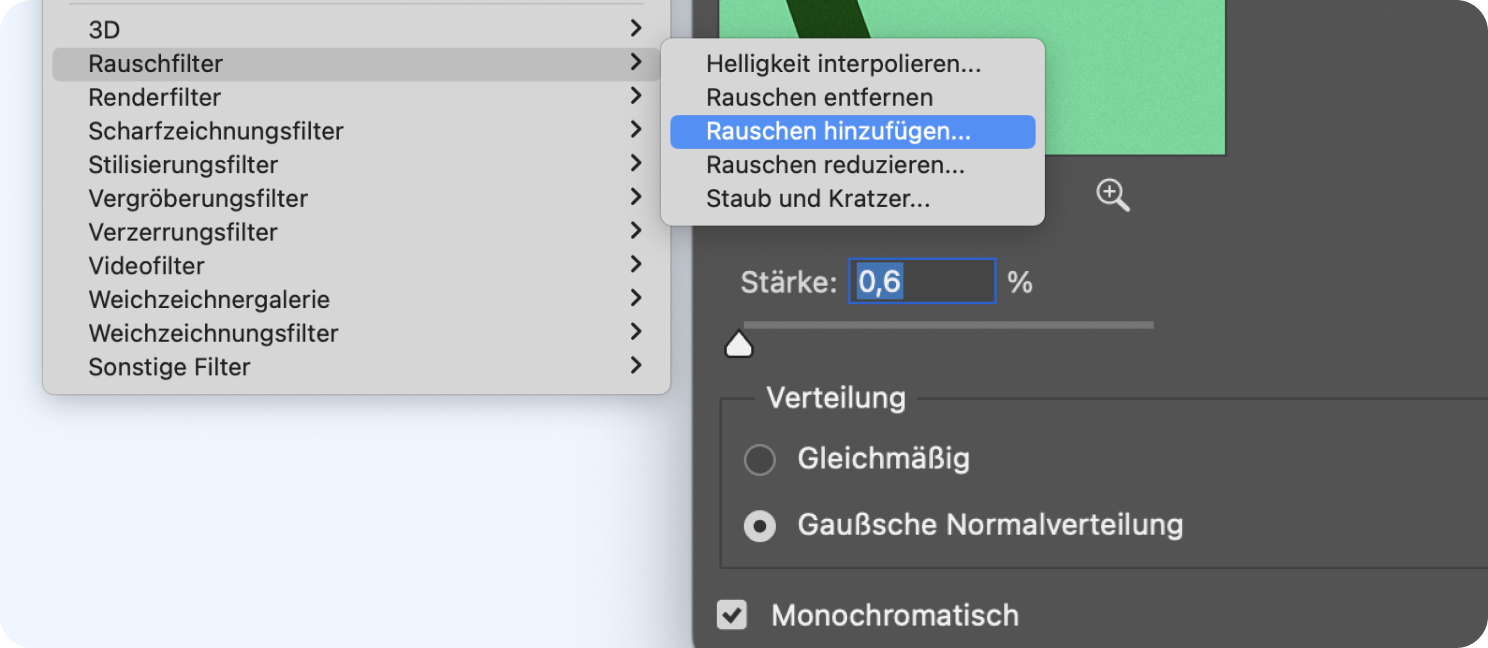 3D
Rauschfilter
Renderfilter
Scharfzeichnungsfilter
Stilisierungsfilter
Vergröberungsfilter
Verzerrungsfilter
Videofilter
Weichzeichnergalerie
Weichzeichnungsfilter
Sonstige Filter
Helligkeit interpolieren...
Rauschen entfernen
Rauschen hinzufügen...
Rauschen reduzieren...
Staub und Kratzer...
Stärke: 0,6 %
Verteilung
Gleichmäßig
Gaußsche Normalverteilung
Monochromatisch